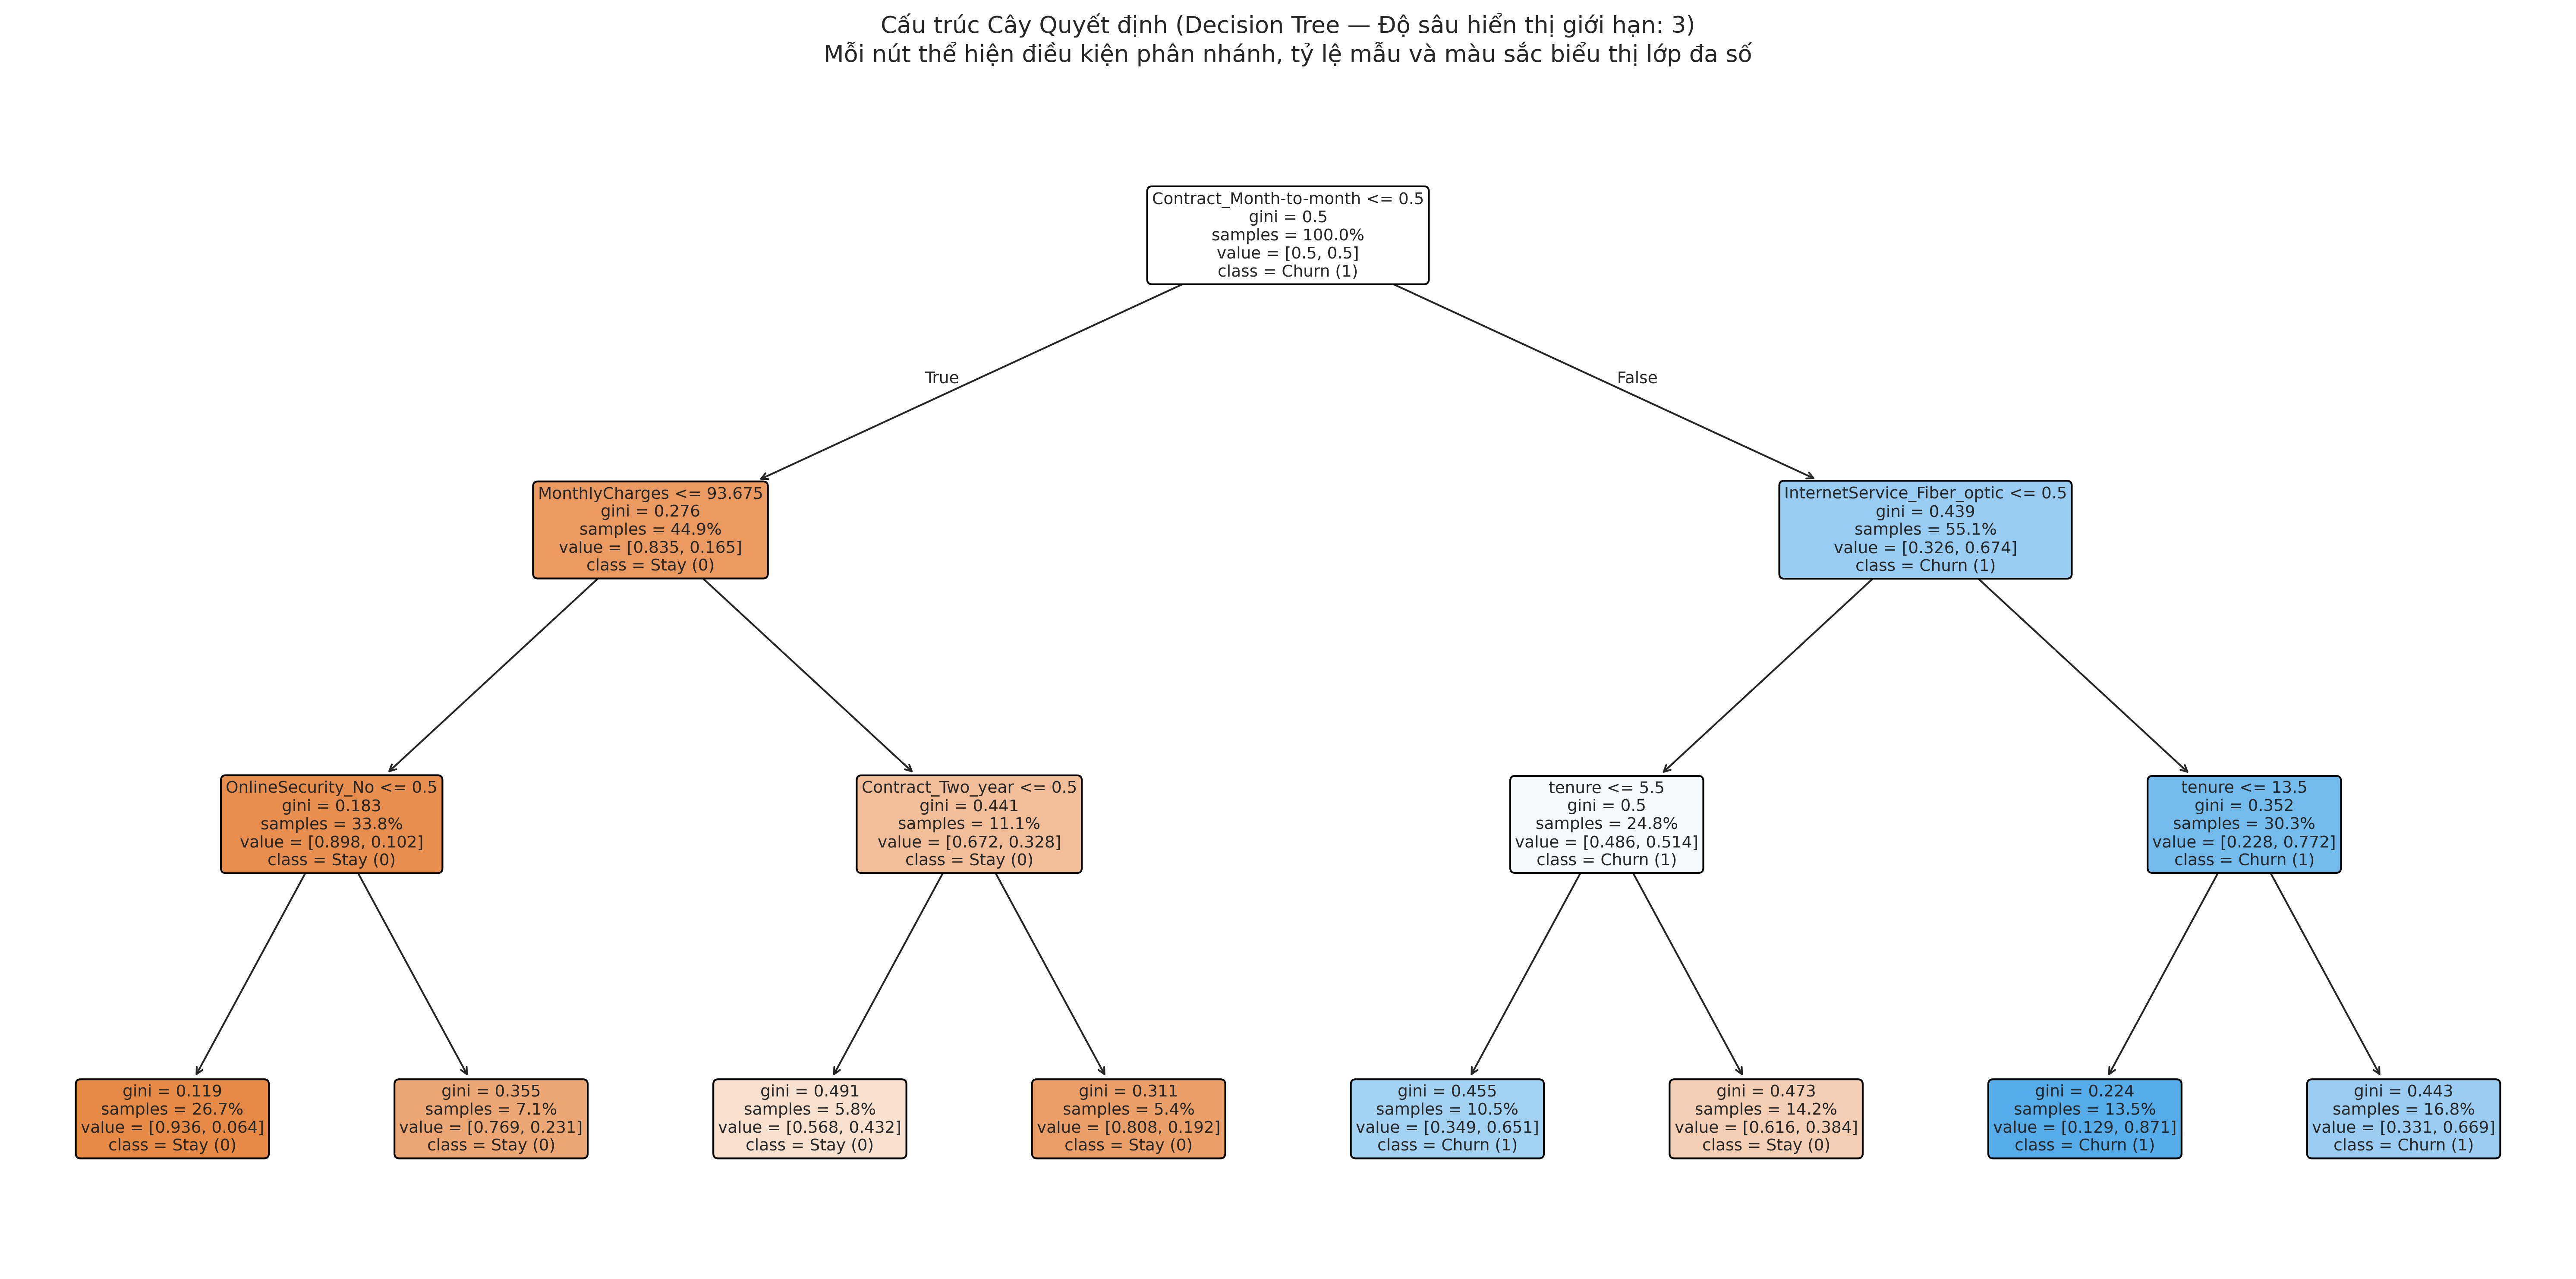 Cấu trúc Cây Quyết định (Decision Tree — Độ sâu hiển thị giới hạn: 3)
Mỗi nút thể hiện điều kiện phân nhánh, tỷ lệ mẫu và màu sắc biểu thị lớp đa số
Contract_Month-to-month <= 0.5
gini = 0.5
samples = 100.0%
value = [0.5, 0.5]
class = Churn (1)
True
False
MonthlyCharges <= 93.675
gini = 0.276
samples = 44.9%
value = [0.835, 0.165]
class = Stay (0)
InternetService_Fiber_optic <= 0.5
gini = 0.439
samples = 55.1%
value = [0.326, 0.674]
class = Churn (1)
OnlineSecurity_No <= 0.5
gini = 0.183
samples = 33.8%
value = [0.898, 0.102]
class = Stay (0)
Contract_Two_year <= 0.5
gini = 0.441
samples = 11.1%
value = [0.672, 0.328]
class = Stay (0)
tenure <= 5.5
gini = 0.5
samples = 24.8%
value = [0.486, 0.514]
class = Churn (1)
tenure <= 13.5
gini = 0.352
samples = 30.3%
value = [0.228, 0.772]
class = Churn (1)
gini = 0.119
samples = 26.7%
value = [0.936, 0.064]
class = Stay (0)
gini = 0.355
samples = 7.1%
value = [0.769, 0.231]
class = Stay (0)
gini = 0.491
samples = 5.8%
value = [0.568, 0.432]
class = Stay (0)
gini = 0.311
samples = 5.4%
value = [0.808, 0.192]
class = Stay (0)
gini = 0.455
samples = 10.5%
value = [0.349, 0.651]
class = Churn (1)
gini = 0.473
samples = 14.2%
value = [0.616, 0.384]
class = Stay (0)
gini = 0.224
samples = 13.5%
value = [0.129, 0.871]
class = Churn (1)
gini = 0.443
samples = 16.8%
value = [0.331, 0.669]
class = Churn (1)